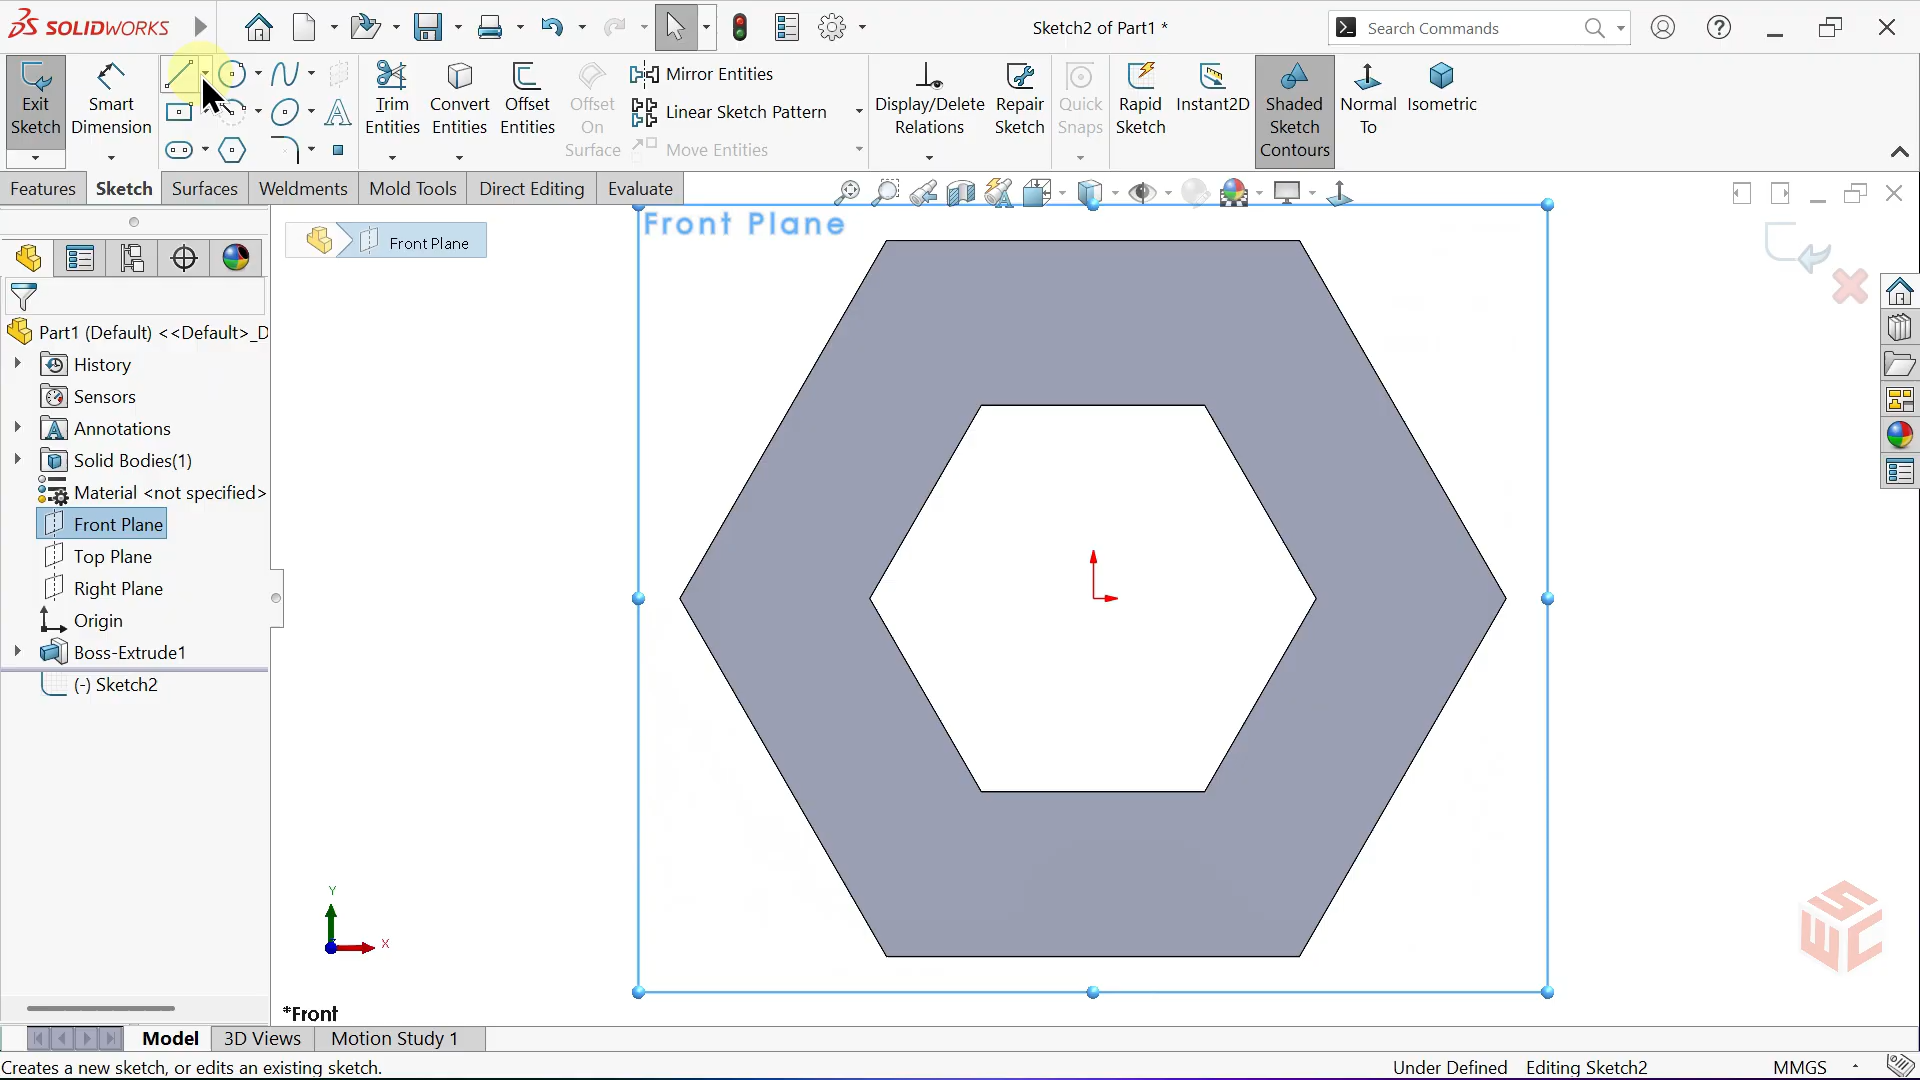 SOLIDWORKS
Sketch2 of Part1 *
Search Commands
Exit Sketch
Smart Dimension
Trim Entities
Convert Entities
Offset Entities
Offset On Surface
Mirror Entities
Linear Sketch Pattern
Move Entities
Display/Delete Relations
Repair Sketch
Quick Snaps
Rapid Sketch
Instant2D
Shaded Sketch Contours
Normal To
Isometric
Features
Sketch
Surfaces
Weldments
Mold Tools
Direct Editing
Evaluate
Front Plane
Front Plane
Part1 (Default) <<Default>_D
History
Sensors
Annotations
Solid Bodies(1)
Material <not specified>
Front Plane
Top Plane
Right Plane
Origin
Boss-Extrude1
(-) Sketch2
Y
X
*Front
SWC
Model
3D Views
Motion Study 1
Creates a new sketch, or edits an existing sketch.
Under Defined
Editing Sketch2
MMGS